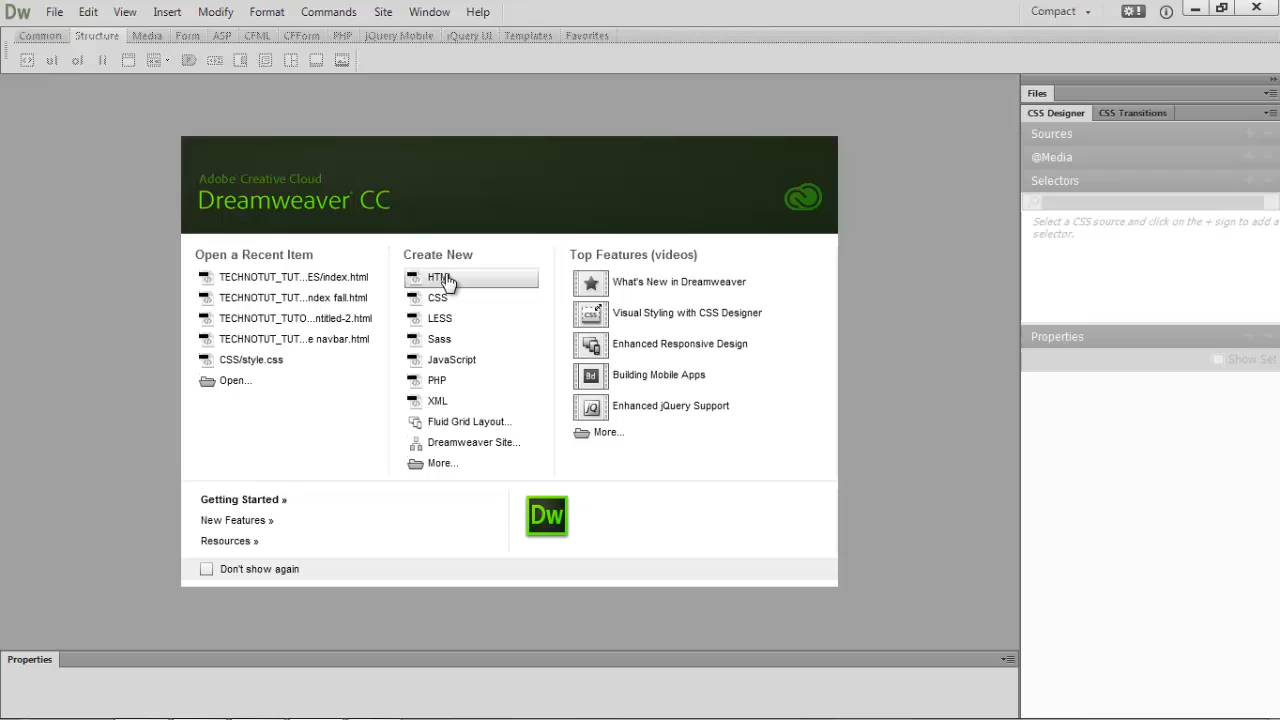 Dw File Edit View Insert Modify Format Commands Site Window Help Compact
Common Structure Media Form ASP CFML CFForm PHP jQuery Mobile jQuery UI Templates Favorites
Files
CSS Designer CSS Transitions
Sources
@Media
Selectors
Select a CSS source and click on the + sign to add a
selector.
Properties
Show Set
Adobe Creative Cloud
Dreamweaver CC
Open a Recent Item
TECHNOTUT_TUT...ES/index.html
TECHNOTUT_TUT...ndex fall.html
TECHNOTUT_TUTO...ntitled-2.html
TECHNOTUT_TUT...e navbar.html
CSS/style.css
Open...
Create New
HTML
CSS
LESS
Sass
JavaScript
PHP
XML
Fluid Grid Layout...
Dreamweaver Site...
More...
Top Features (videos)
What's New in Dreamweaver
Visual Styling with CSS Designer
CSS
Enhanced Responsive Design
Building Mobile Apps
Bd
Enhanced jQuery Support
jQ
More...
Getting Started »
New Features »
Resources »
Dw
Don't show again
Properties